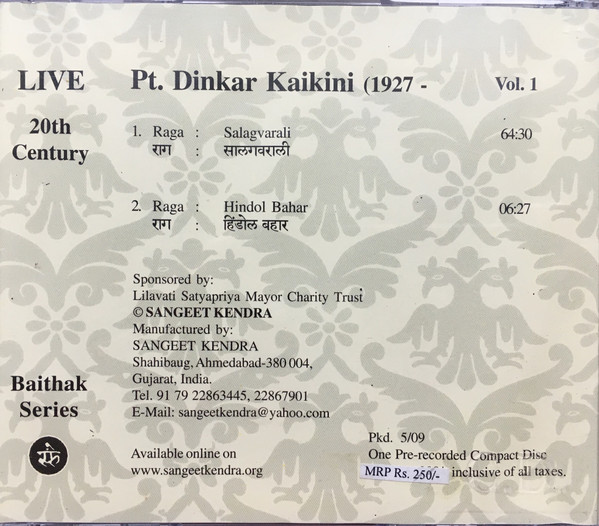 LIVE
Pt. Dinkar Kaikini (1927 -
Vol. 1
20th
Century
1. Raga : Salagvarali
64:30
राग : सालगवराली
2. Raga : Hindol Bahar
06:27
राग : हिंडोल बहार
Sponsored by:
Lilavati Satyapriya Mayor Charity Trust
© SANGEET KENDRA
Manufactured by:
SANGEET KENDRA
Shahibaug, Ahmedabad-380 004,
Gujarat, India.
Tel. 91 79 22863445, 22867901
E-Mail: sangeetkendra@yahoo.com
Baithak
Series
Available online on
www.sangeetkendra.org
Pkd. 5/09
One Pre-recorded Compact Disc
MRP Rs. 250/- inclusive of all taxes.